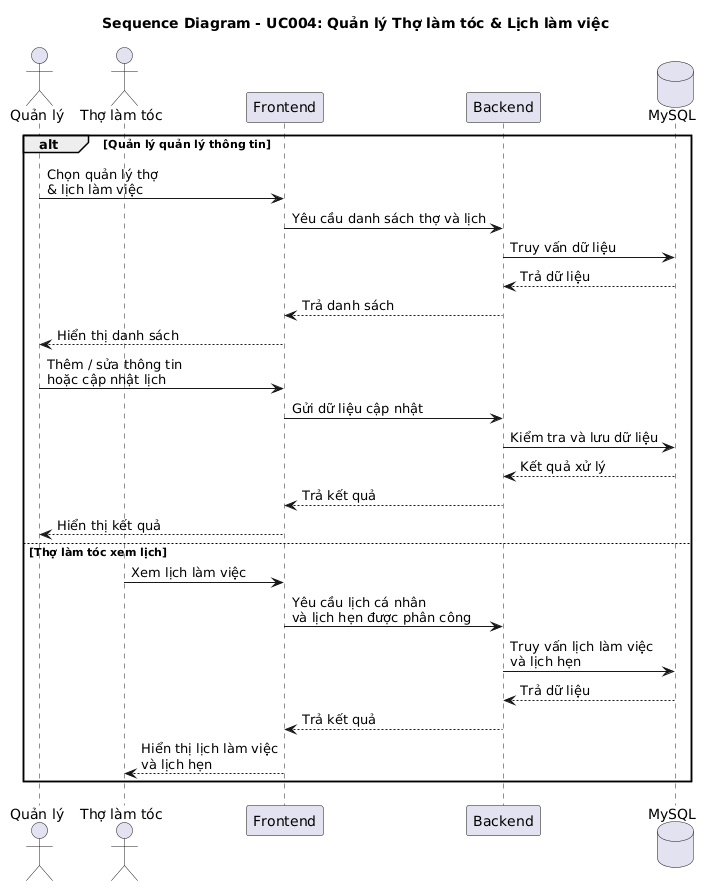 Sequence Diagram - UC004: Quản lý Thợ làm tóc & Lịch làm việc
Quản lý
Thợ làm tóc
Frontend
Backend
MySQL
alt
[Quản lý quản lý thông tin]
Chọn quản lý thợ
& lịch làm việc
Yêu cầu danh sách thợ và lịch
Truy vấn dữ liệu
Trả dữ liệu
Trả danh sách
Hiển thị danh sách
Thêm / sửa thông tin
hoặc cập nhật lịch
Gửi dữ liệu cập nhật
Kiểm tra và lưu dữ liệu
Kết quả xử lý
Trả kết quả
Hiển thị kết quả
[Thợ làm tóc xem lịch]
Xem lịch làm việc
Yêu cầu lịch cá nhân
và lịch hẹn được phân công
Truy vấn lịch làm việc
và lịch hẹn
Trả dữ liệu
Trả kết quả
Hiển thị lịch làm việc
và lịch hẹn
Quản lý
Thợ làm tóc
Frontend
Backend
MySQL